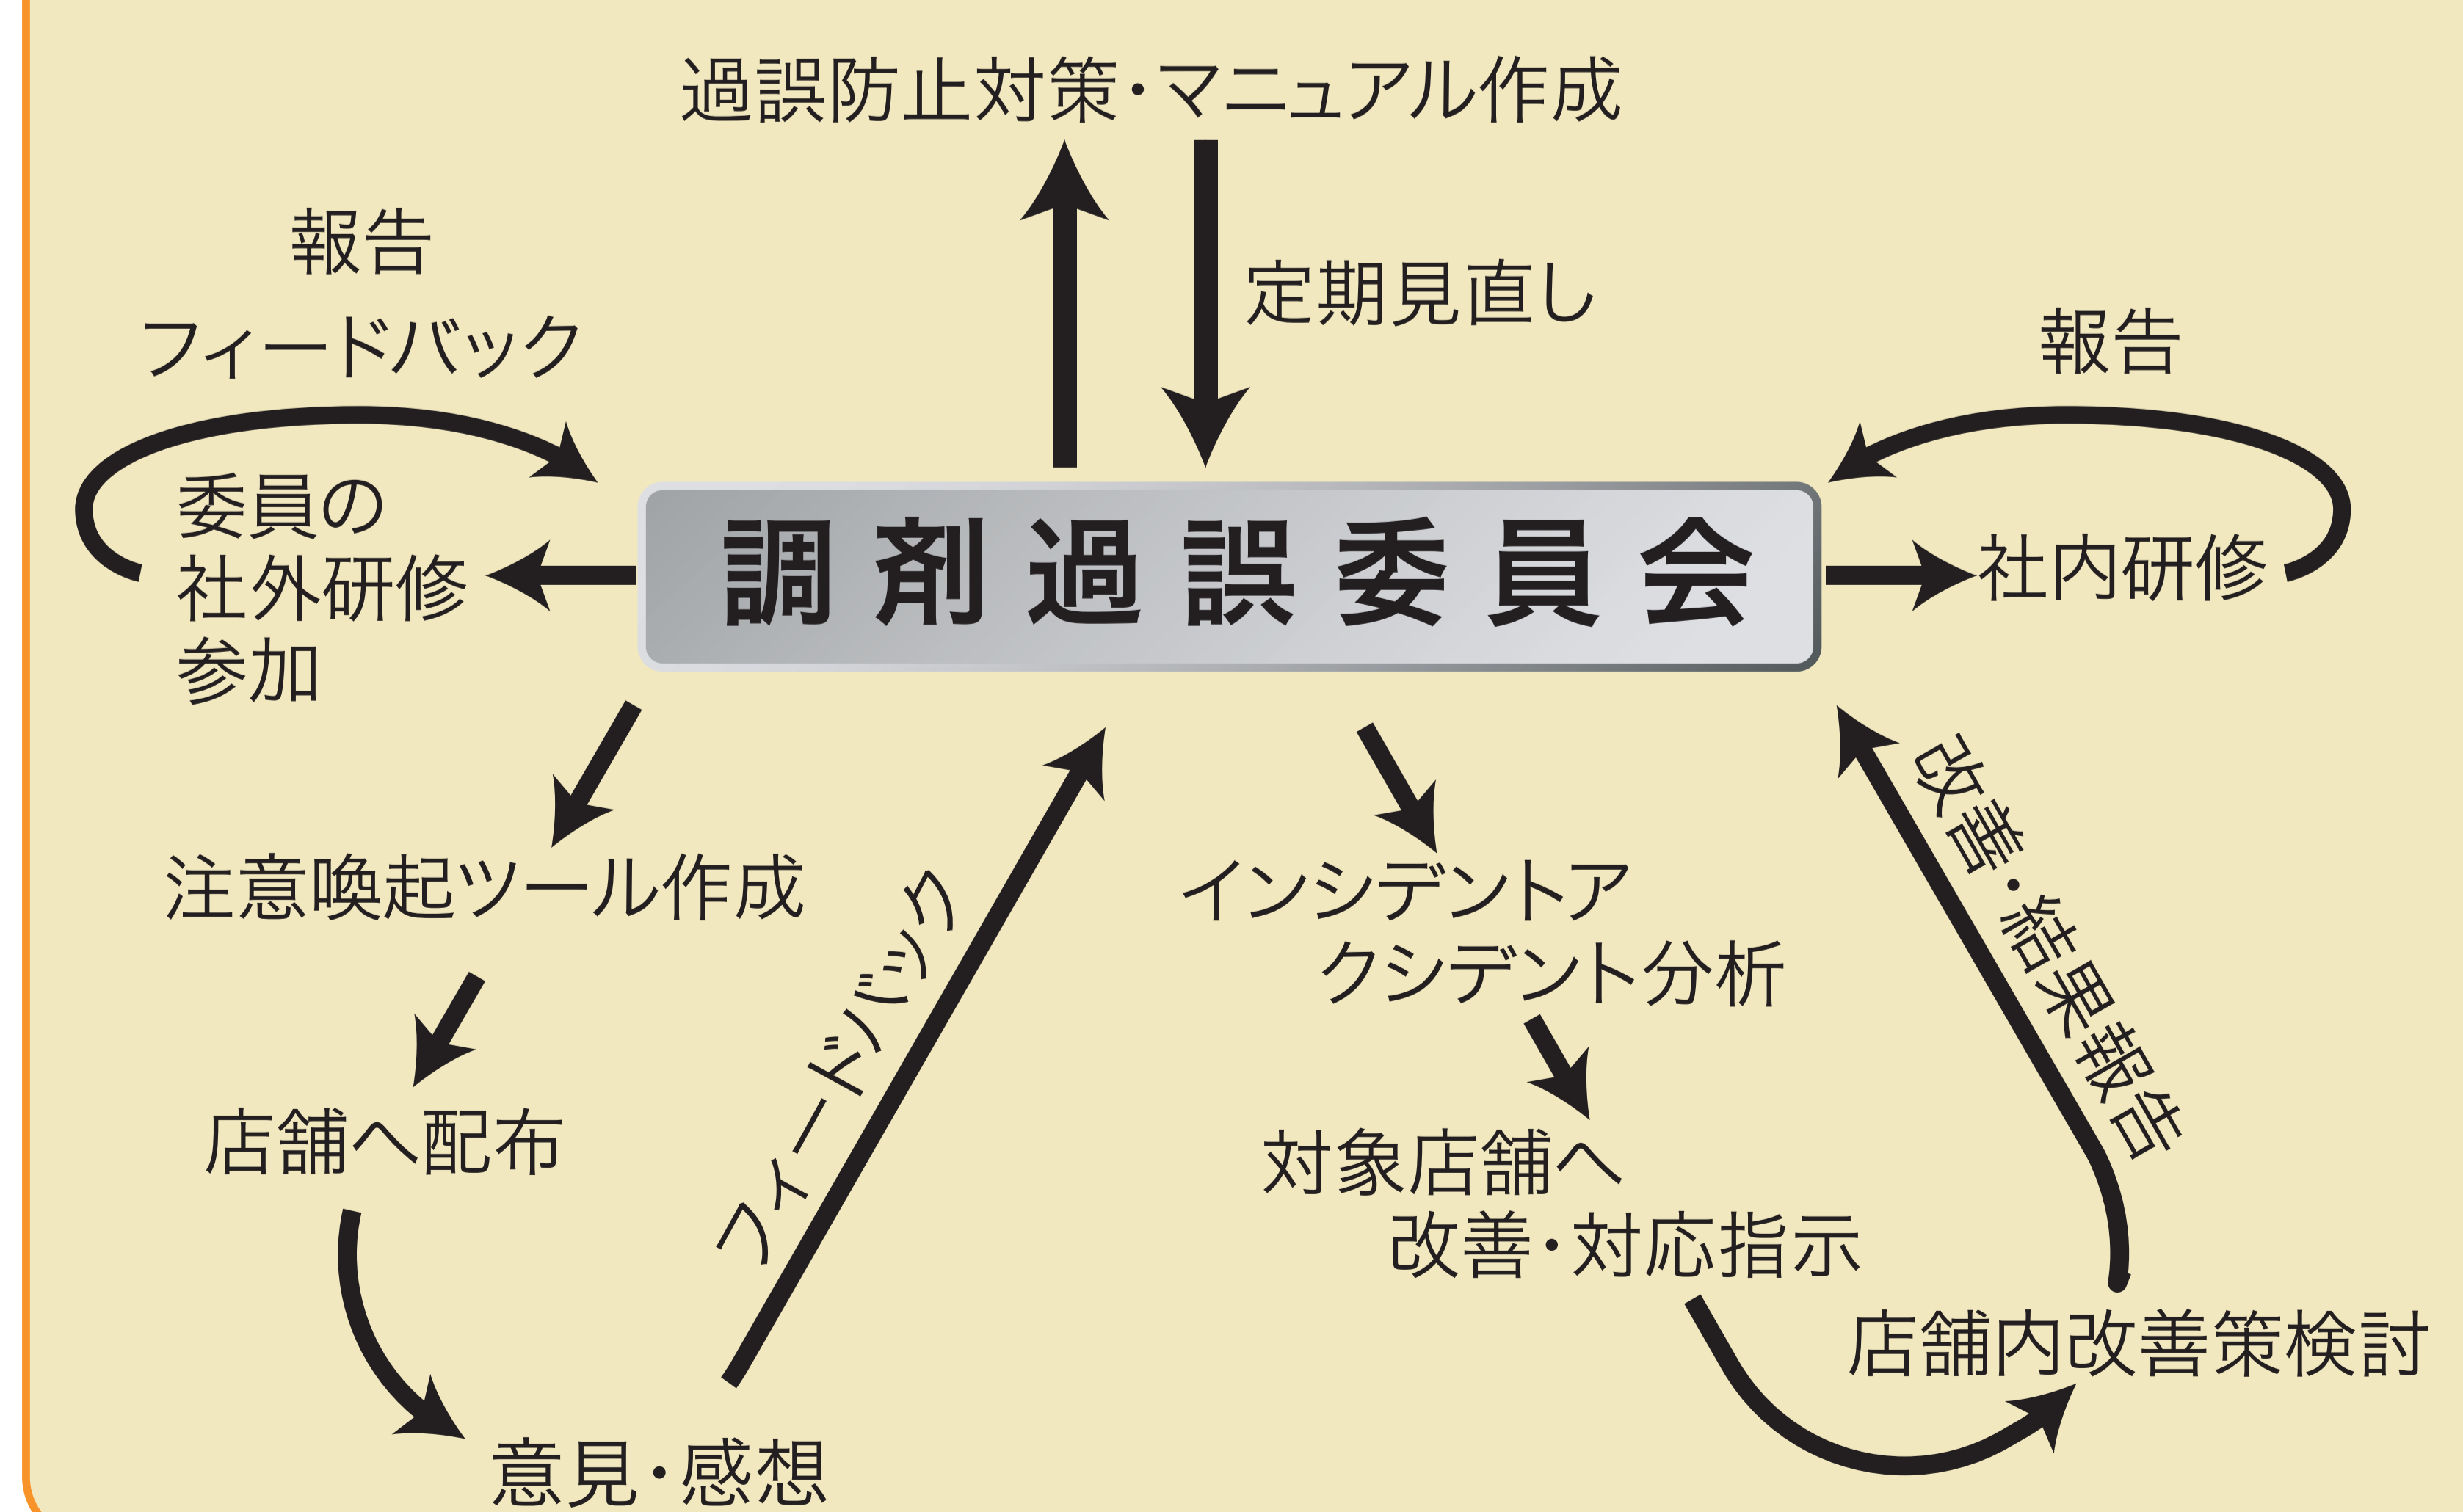 過誤防止対策・マニュアル作成
定期見直し
報告
フィードバック
委員の
社外研修
参加
調剤過誤委員会
報告
社内研修
注意喚起ツール作成
店舗へ配布
意見・感想
フィードバック
インシデントア
クシデント分析
対象店舗へ
改善・対応指示
店舗内改善策検討
改善・結果報告